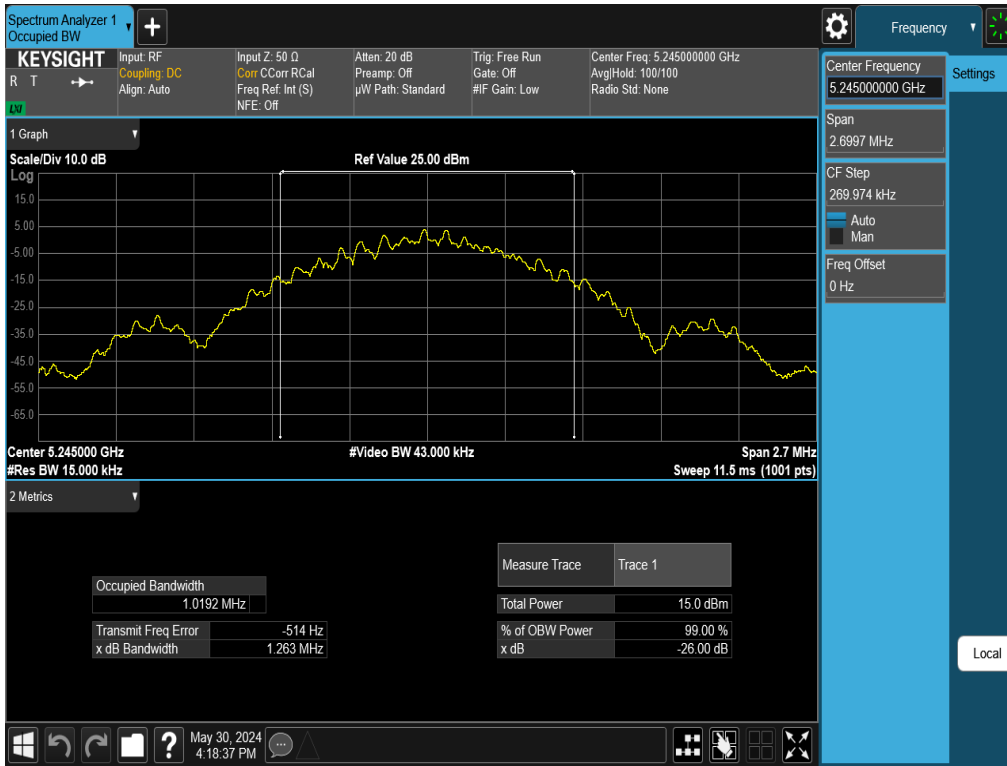 Spectrum Analyzer 1
Occupied BW
Frequency
KEYSIGHT
R T
LXI
Input: RF
Coupling: DC
Align: Auto
Input Z: 50 Ω
Corr CCorr RCal
Freq Ref: Int (S)
NFE: Off
Atten: 20 dB
Preamp: Off
µW Path: Standard
Trig: Free Run
Gate: Off
#IF Gain: Low
Center Freq: 5.245000000 GHz
Avg|Hold: 100/100
Radio Std: None
Center Frequency
5.245000000 GHz
Settings
Span
2.6997 MHz
CF Step
269.974 kHz
Auto
Man
Freq Offset
0 Hz
Local
1 Graph
Scale/Div 10.0 dB
Ref Value 25.00 dBm
Log
15.0
5.00
-5.00
-15.0
-25.0
-35.0
-45.0
-55.0
-65.0
Center 5.245000 GHz
#Video BW 43.000 kHz
Span 2.7 MHz
#Res BW 15.000 kHz
Sweep 11.5 ms (1001 pts)
2 Metrics
Occupied Bandwidth
1.0192 MHz
Transmit Freq Error -514 Hz
x dB Bandwidth 1.263 MHz
Measure Trace Trace 1
Total Power 15.0 dBm
% of OBW Power 99.00 %
x dB -26.00 dB
?
May 30, 2024
4:18:37 PM